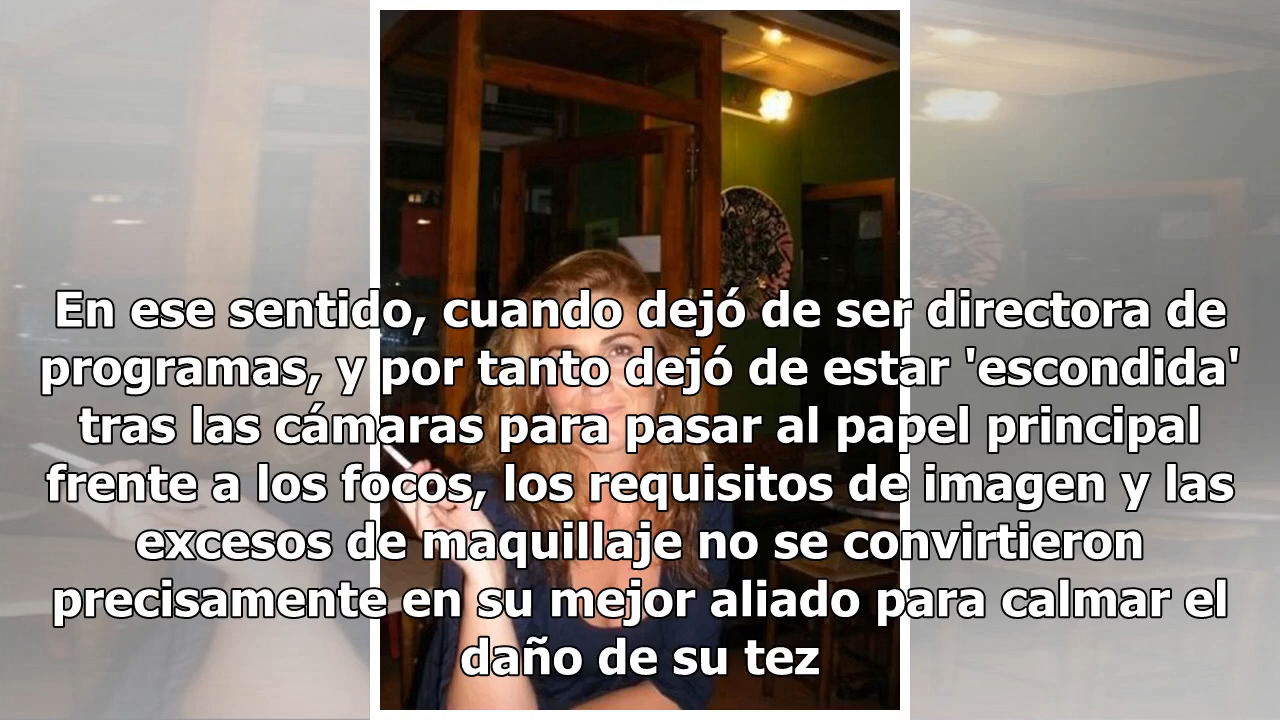 En ese sentido, cuando dejó de ser directora de
programas, y por tanto dejó de estar 'escondida'
tras las cámaras para pasar al papel principal
frente a los focos, los requisitos de imagen y las
excesos de maquillaje no se convirtieron
precisamente en su mejor aliado para calmar el
daño de su tez